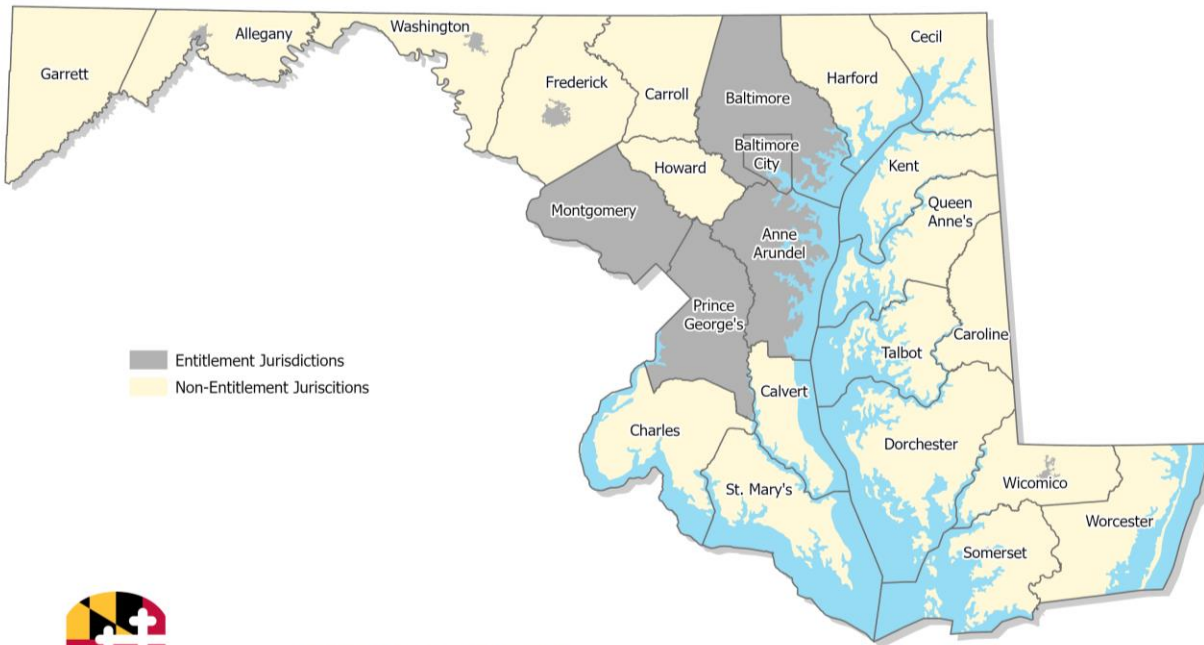 Garrett
Allegany
Washington
Frederick
Carroll
Baltimore
Harford
Cecil
Baltimore
City
Howard
Kent
Montgomery
Queen
Anne's
Anne
Arundel
Prince
George's
Caroline
Talbot
Entitlement Jurisdictions
Non-Entitlement Juriscitions
Calvert
Charles
Dorchester
St. Mary's
Wicomico
Worcester
Somerset